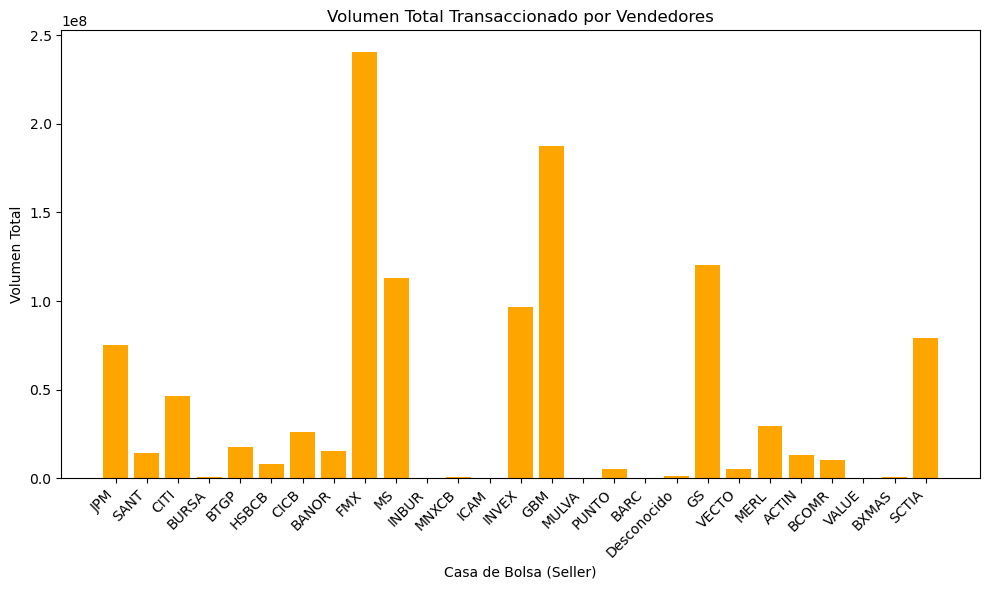 Volumen Total Transaccionado por Vendedores
1e8
2.5
2.0
1.5
1.0
0.5
0.0
Volumen Total
JPM
SANT
CITI
BURSA
BTGP
HSBCB
CICB
BANOR
FMX
MS
INBUR
MNXCB
ICAM
INVEX
GBM
MULVA
PUNTO
BARC
Desconocido
GS
VECTO
MERL
ACTIN
BCOMR
VALUE
BXMAS
SCTIA
Casa de Bolsa (Seller)